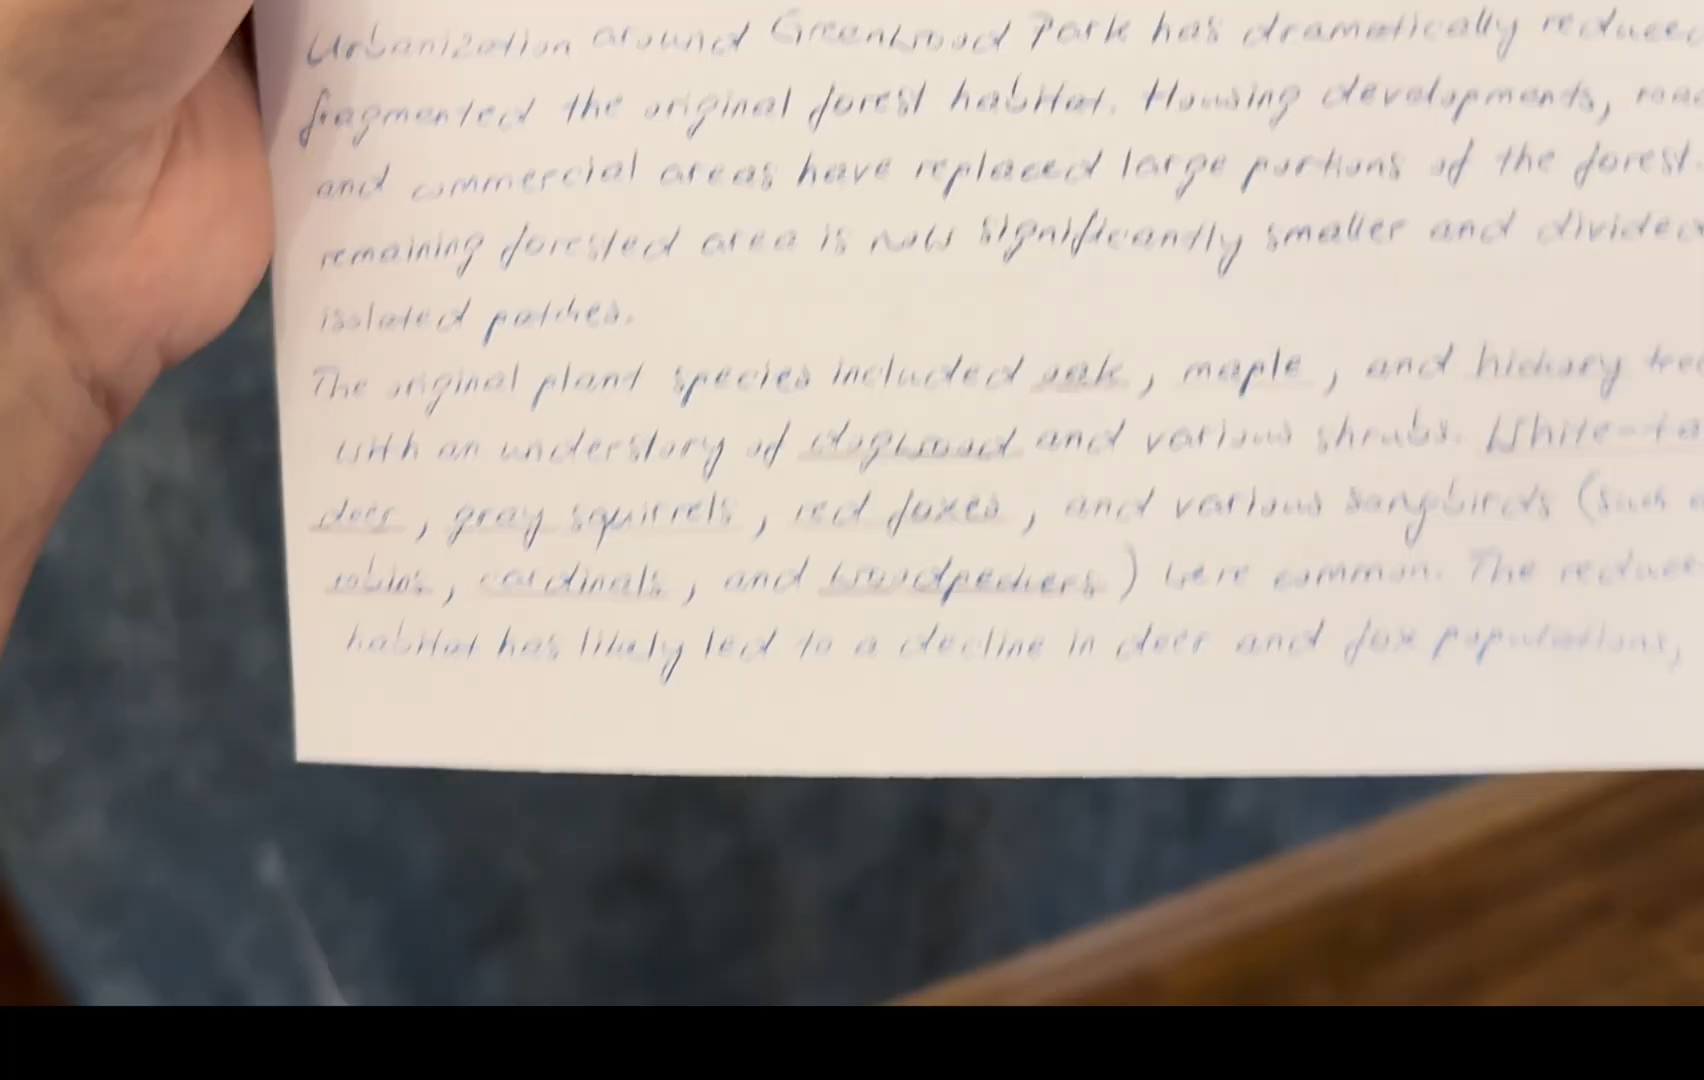 Urbanization around Greenwood Park has dramatically reduced
fragmented the original forest habitat. Housing developments,
and commercial areas have replaced large portions of the forest.
remaining forested area is now significantly smaller and divided
isolated patches.
The original plant species included oak, maple, and hickory
with an understory of dogwood and various shrubs. White-ta
deer, gray squirrels, red foxes, and various songbirds (such
robins, cardinals, and woodpeckers) were common. The
habitat has likely led to a decline in deer and fox populations,